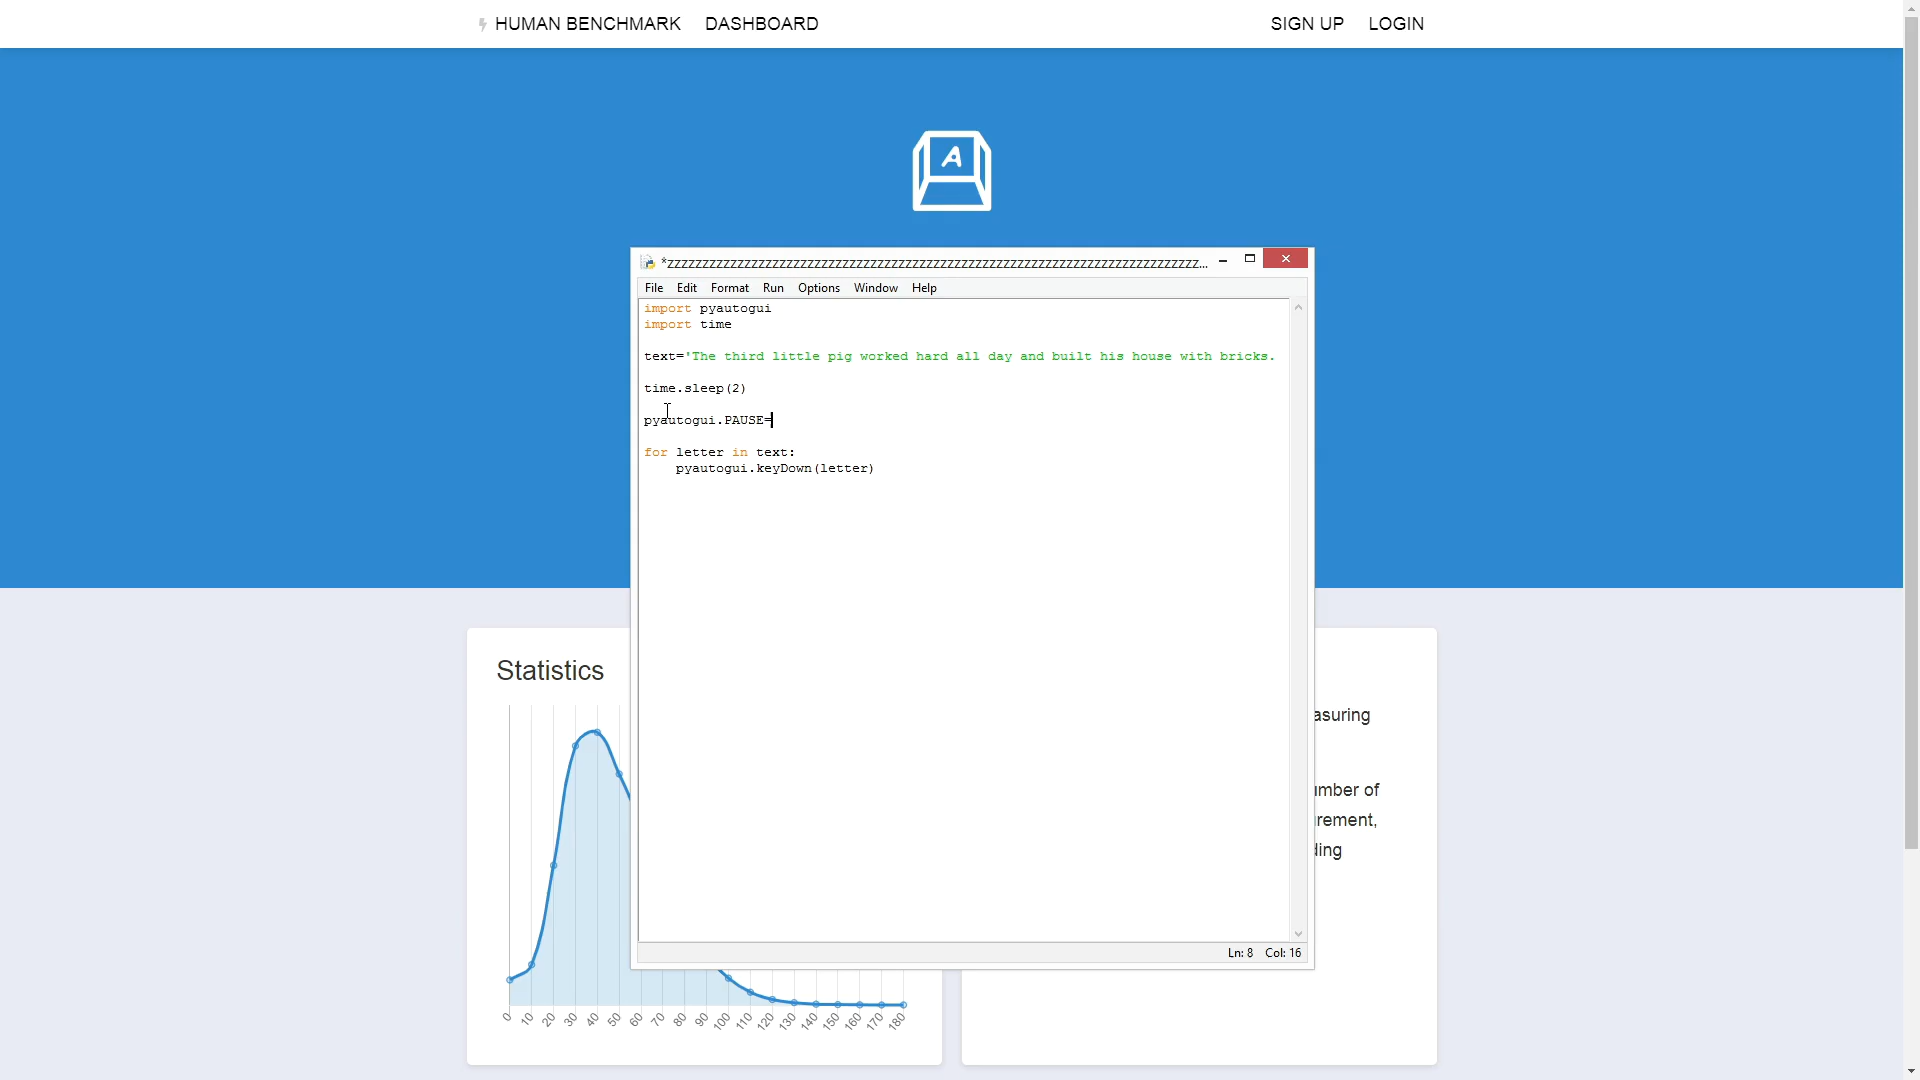 HUMAN BENCHMARK DASHBOARD SIGN UP LOGIN
A
File Edit Format Run Options Window Help
import pyautogui
import time
text='The third little pig worked hard all day and built his house with bricks.
time.sleep(2)
pyautogui.PAUSE=
for letter in text:
pyautogui.keyDown(letter)
Ln: 8 Col: 16
Statistics
0 10 20 30 40 50 60 70 80 90 100 110 120 130 140 150 160 170 180
asuring
umber of
rement,
ding